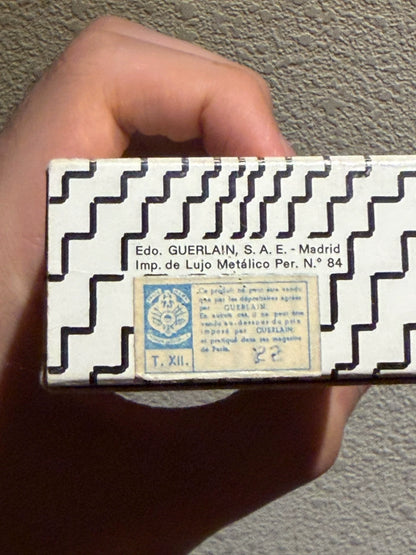 Edo. GUERLAIN, S. A. E. - Madrid
Imp. de Lujo Metálico Per. N.º 84
Ce produit ne peut être vendu
que par les dépositaires agréés
par GUERLAIN.
En aucun cas, il ne peut être
vendu au-dessous du prix
imposé par GUERLAIN,
et pratiqué dans ses magasins
de Paris.
T. XII.